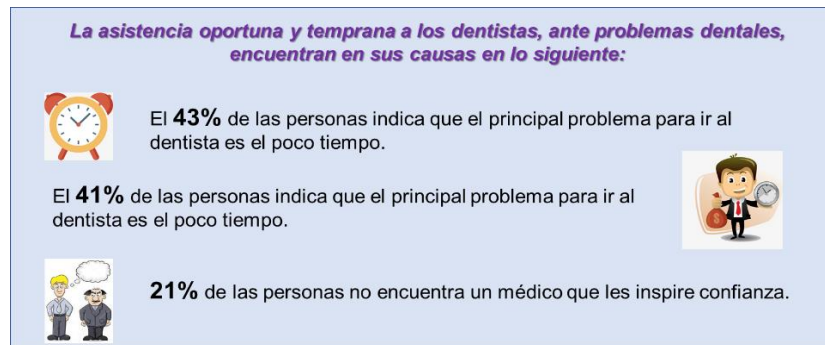 La asistencia oportuna y temprana a los dentistas, ante problemas dentales,
encuentran en sus causas en lo siguiente:
El 43% de las personas indica que el principal problema para ir al
dentista es el poco tiempo.
El 41% de las personas indica que el principal problema para ir al
dentista es el poco tiempo.
$
21% de las personas no encuentra un médico que les inspire confianza.